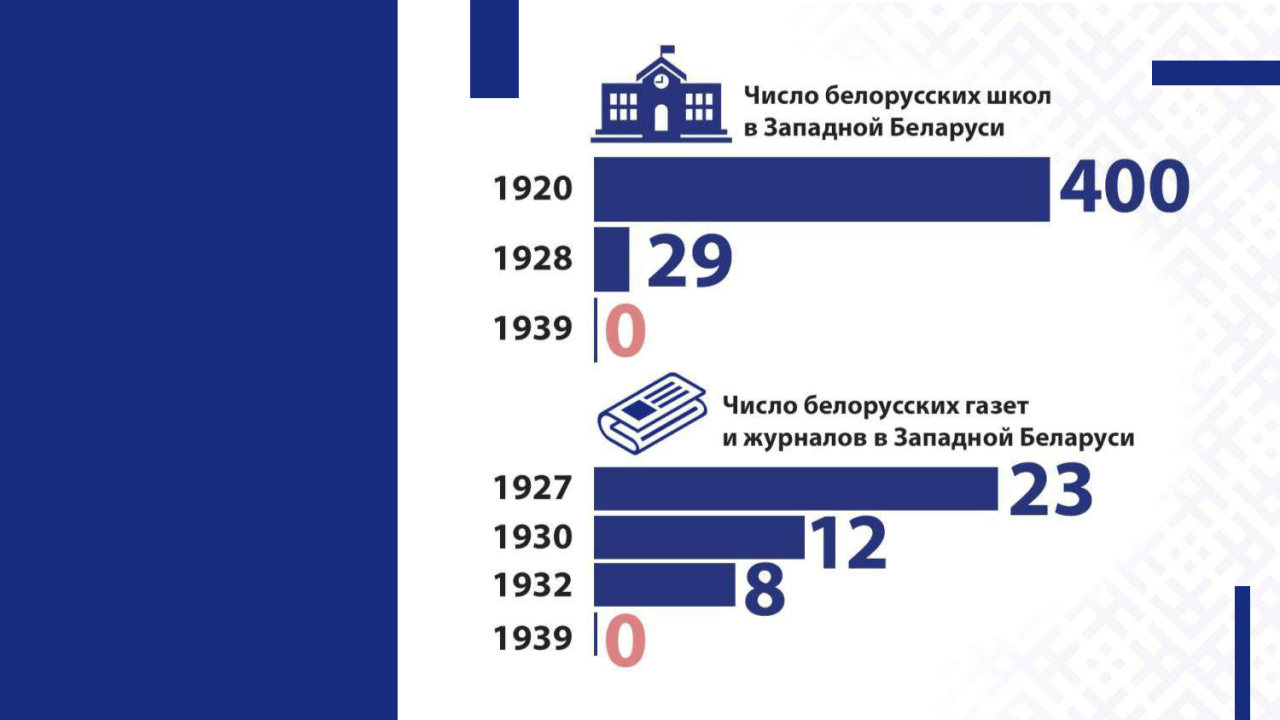 Число белорусских школ
в Западной Беларуси
1920 400
1928 29
1939 0
Число белорусских газет
и журналов в Западной Беларуси
1927 23
1930 12
1932 8
1939 0